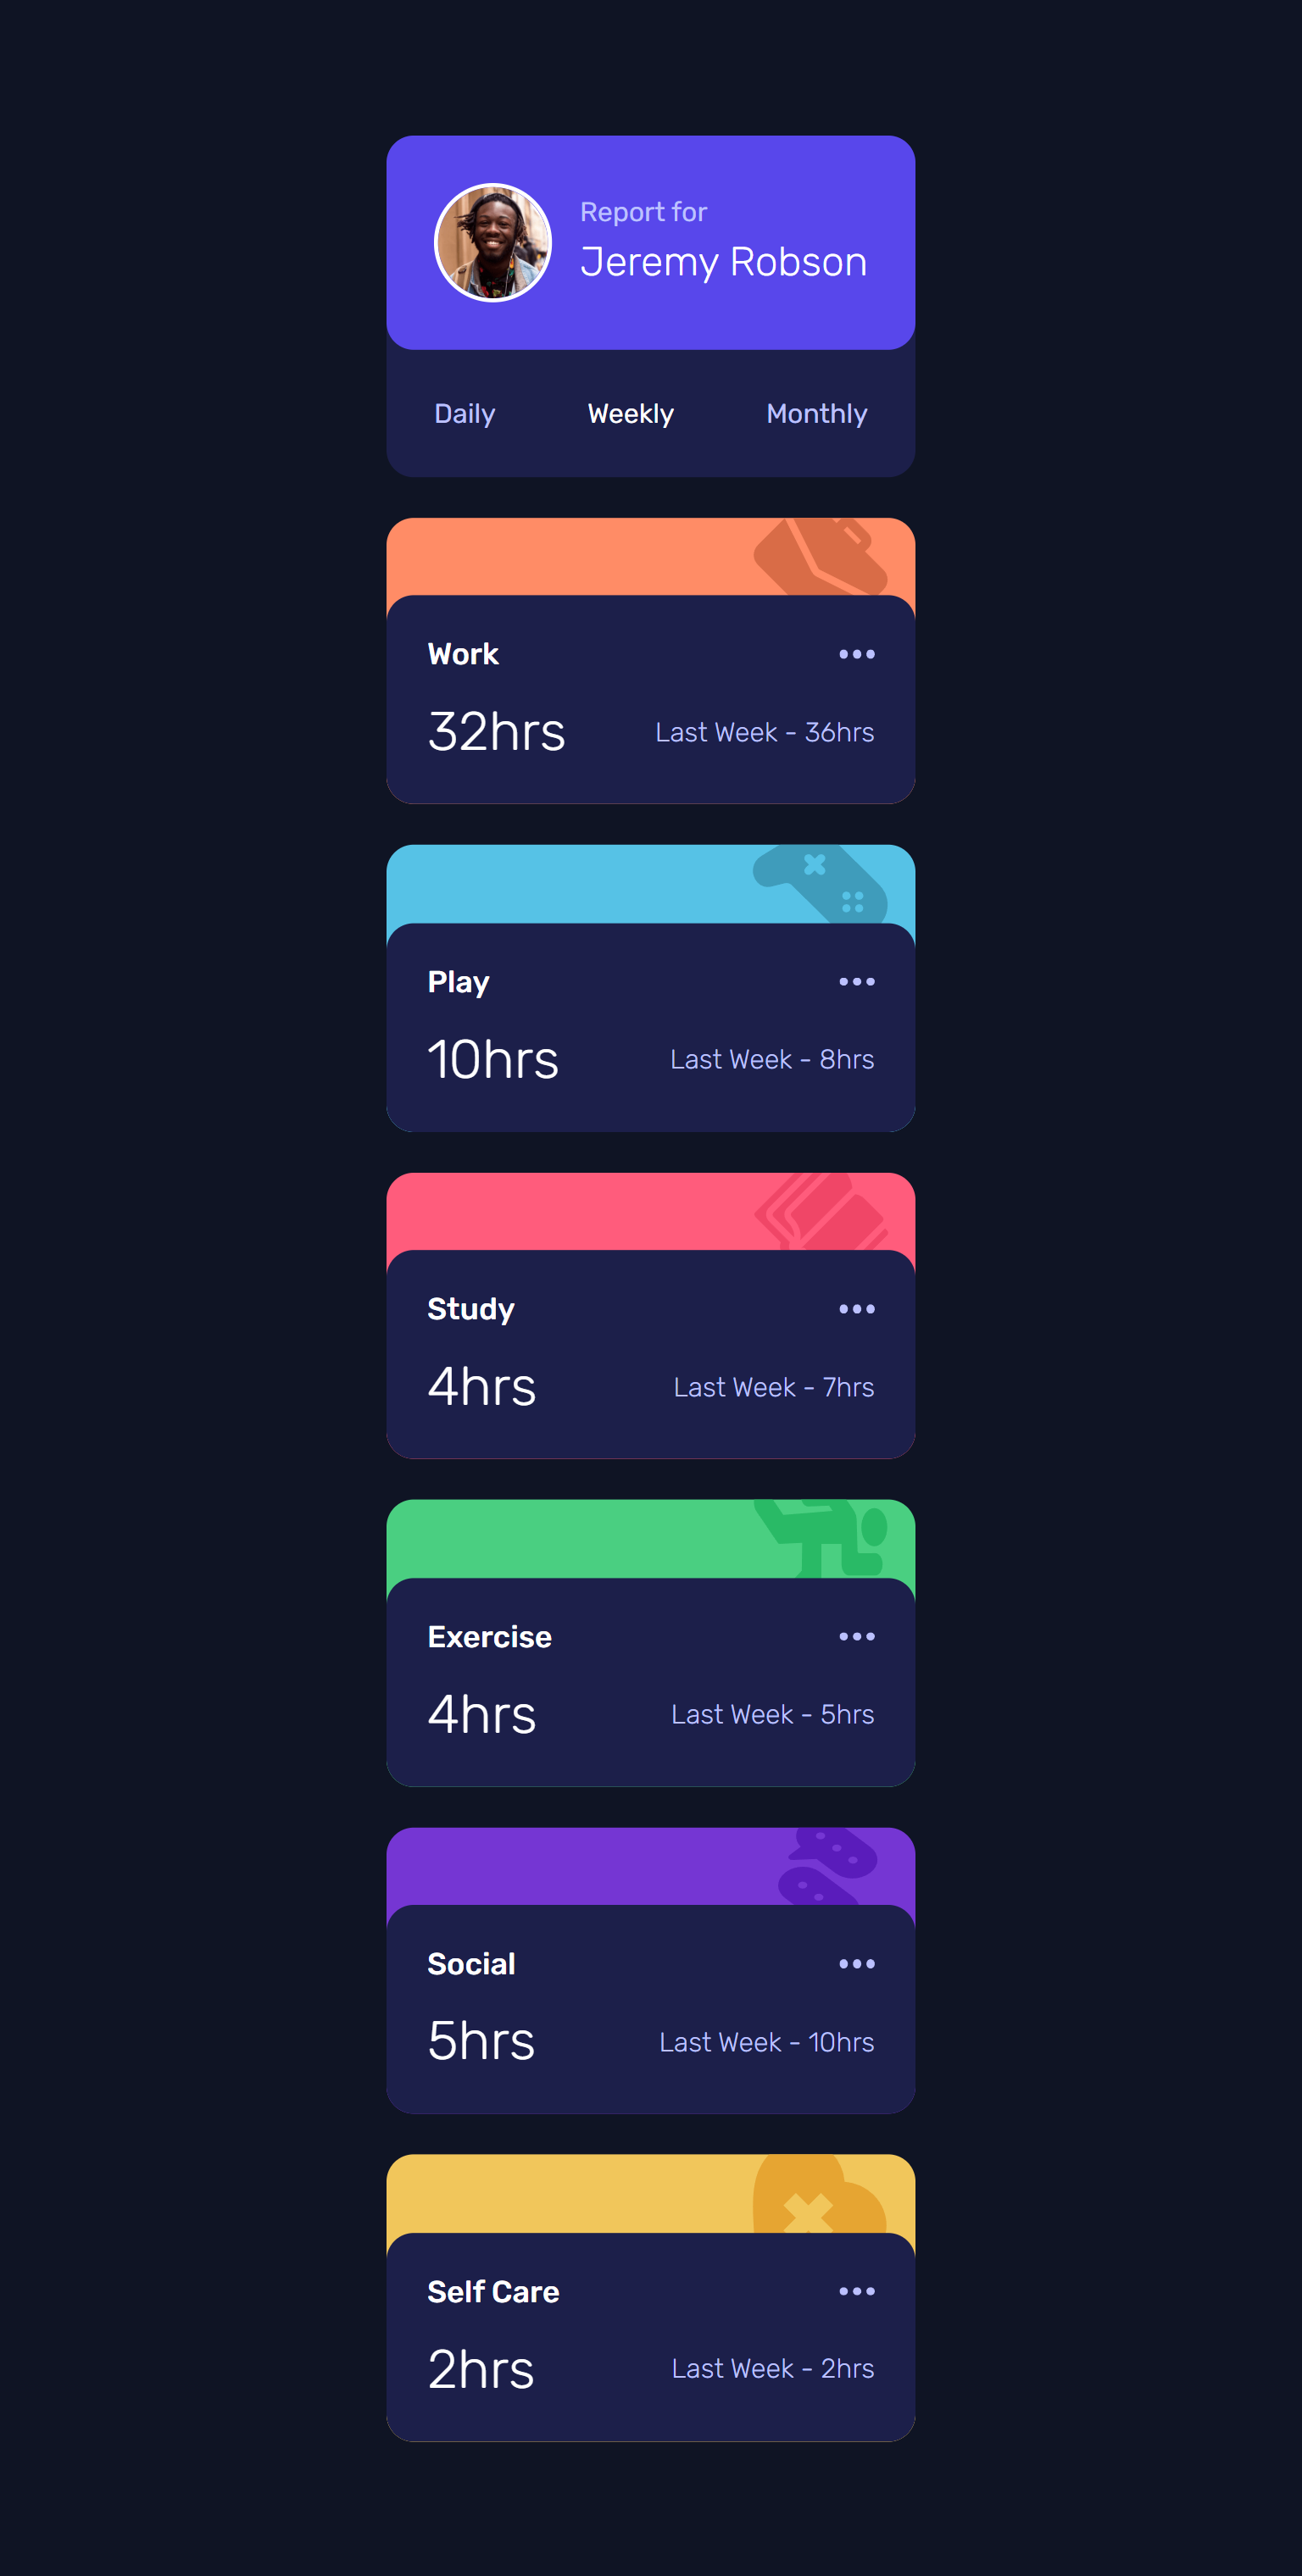 Report for
Jeremy Robson
Daily Weekly Monthly
Work
32hrs Last Week - 36hrs
Play
10hrs Last Week - 8hrs
Study
4hrs Last Week - 7hrs
Exercise
4hrs Last Week - 5hrs
Social
5hrs Last Week - 10hrs
Self Care
2hrs Last Week - 2hrs